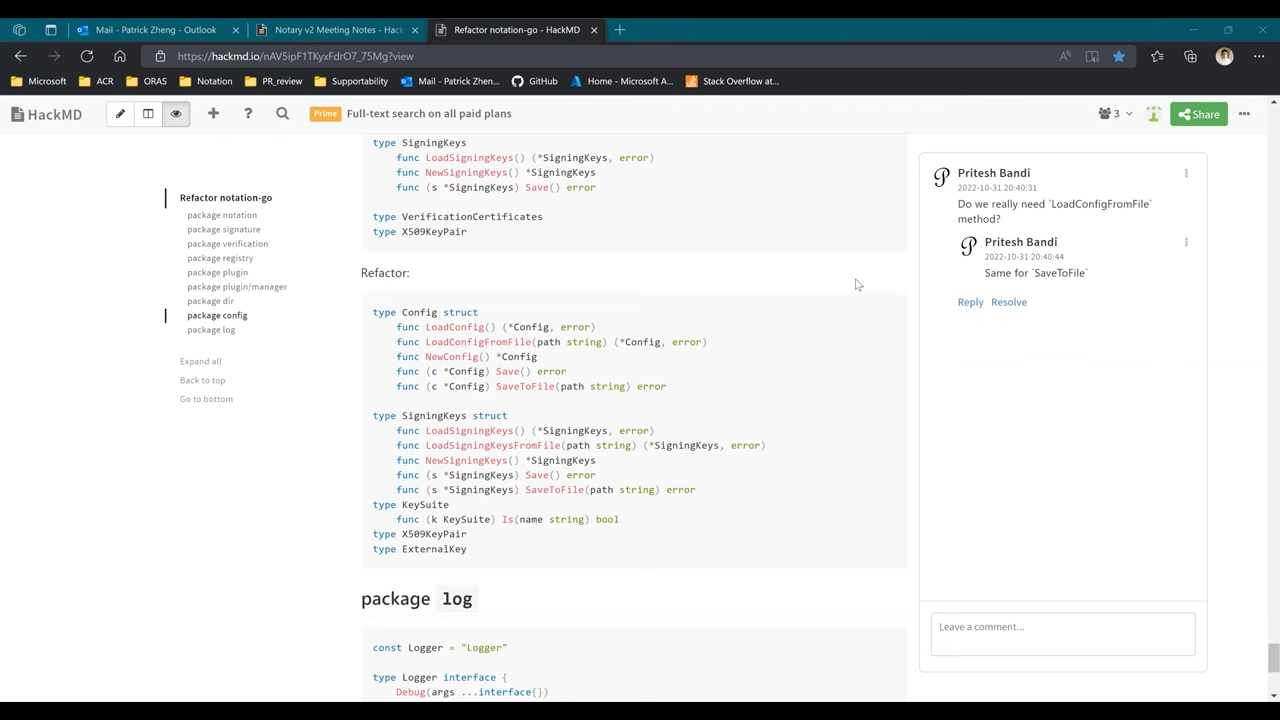 Mail - Patrick Zheng - Outlook
Notary v2 Meeting Notes - Hac
Refactor notation-go - HackMD
https://hackmd.io/nAV5ipF1TKyxFdrO7_75Mg?view
Microsoft
ACR
ORAS
Notation
PR_review
Supportability
Mail - Patrick Zhen...
GitHub
Home - Microsoft A...
Stack Overflow at...
HackMD
Prime
Full-text search on all paid plans
3
Share
Refactor notation-go
package notation
package signature
package verification
package registry
package plugin
package plugin/manager
package dir
package config
package log
Expand all
Back to top
Go to bottom
type SigningKeys
func LoadSigningKeys() (*SigningKeys, error)
func NewSigningKeys() *SigningKeys
func (s *SigningKeys) Save() error
type VerificationCertificates
type X509KeyPair
Refactor:
type Config struct
func LoadConfig() (*Config, error)
func LoadConfigFromFile(path string) (*Config, error)
func NewConfig() *Config
func (c *Config) Save() error
func (c *Config) SaveToFile(path string) error
type SigningKeys struct
func LoadSigningKeys() (*SigningKeys, error)
func LoadSigningKeysFromFile(path string) (*SigningKeys, error)
func NewSigningKeys() *SigningKeys
func (s *SigningKeys) Save() error
func (s *SigningKeys) SaveToFile(path string) error
type KeySuite
func (k KeySuite) Is(name string) bool
type X509KeyPair
type ExternalKey
package log
const Logger = "Logger"
type Logger interface {
Debug(args ...interface{})
Pritesh Bandi
2022-10-31 20:40:31
Do we really need `LoadConfigFromFile`
method?
Pritesh Bandi
2022-10-31 20:40:44
Same for `SaveToFile`
Reply Resolve
Leave a comment...